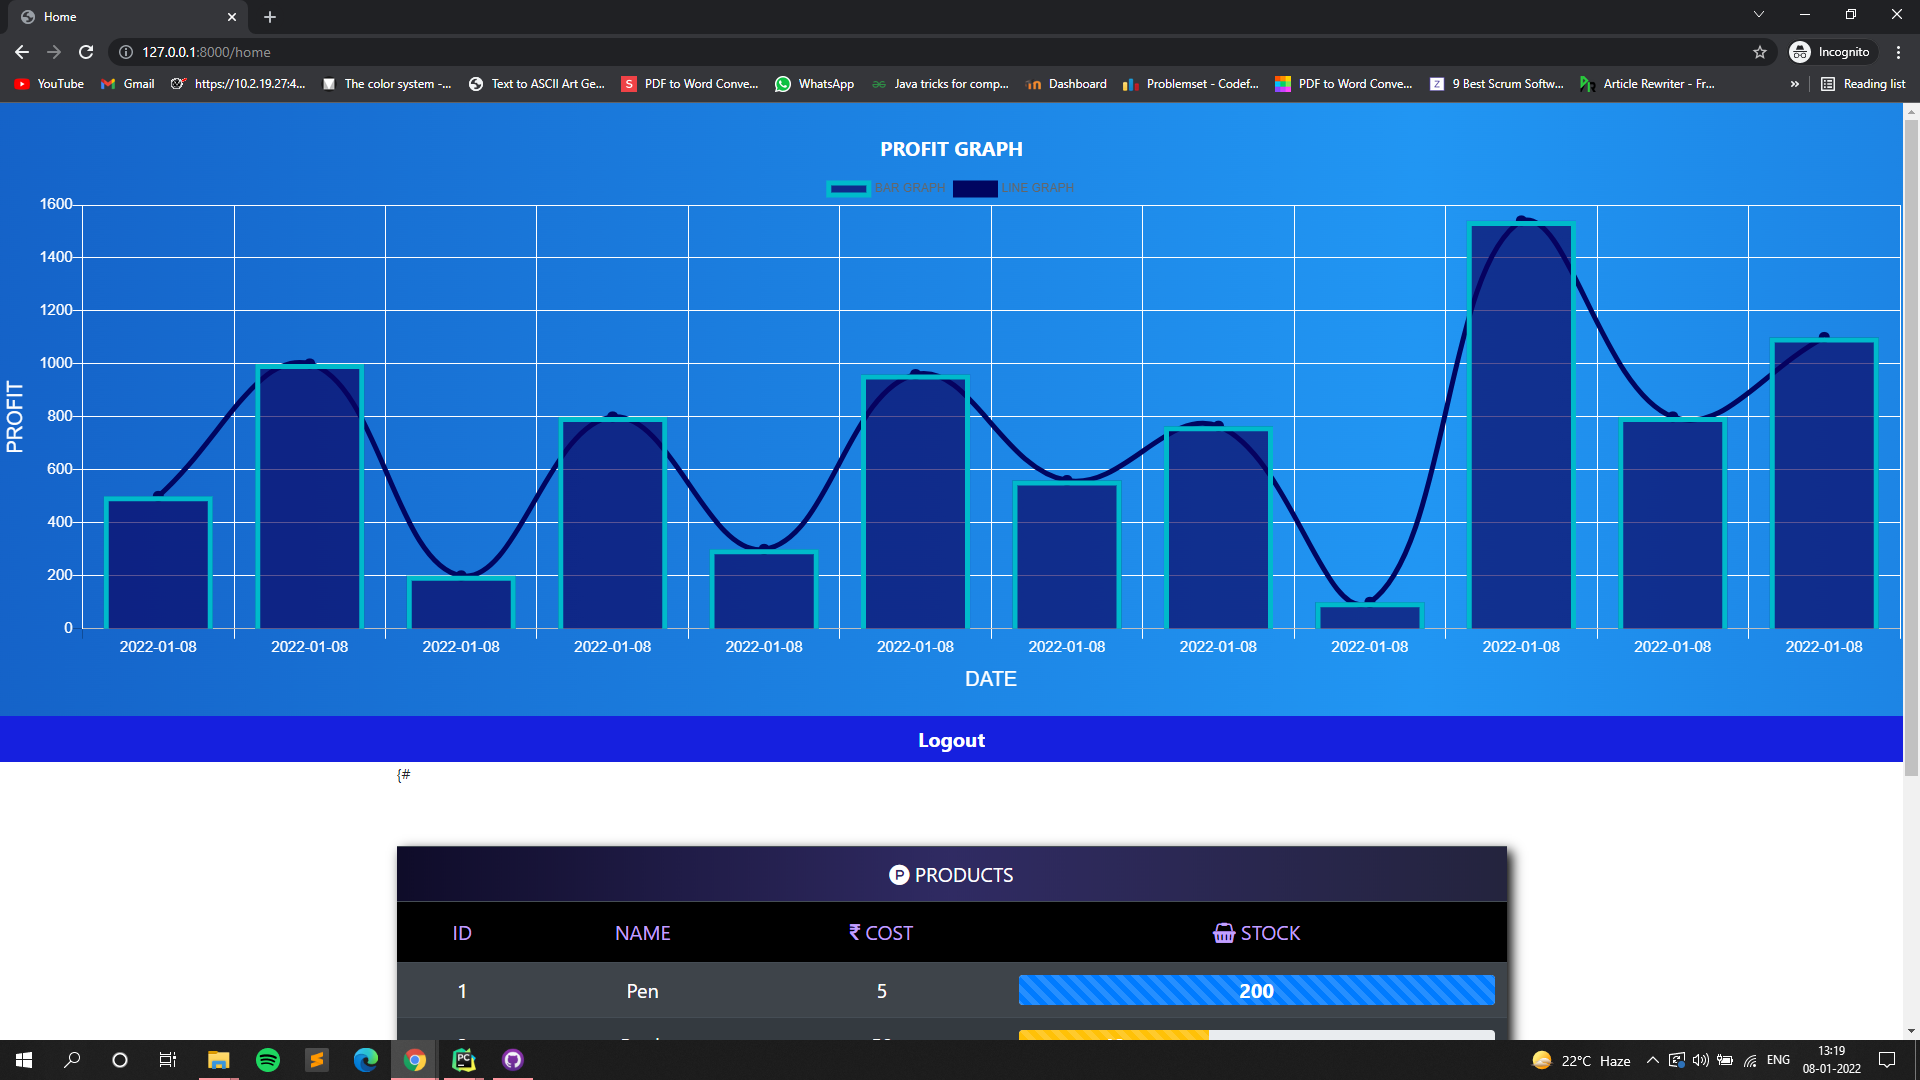 Home
127.0.0.1:8000/home
Incognito
YouTube Gmail https://10.2.19.27:4... The color system -... Text to ASCII Art Ge... PDF to Word Conve... WhatsApp Java tricks for comp... Dashboard Problemset - Codef... PDF to Word Conve... 9 Best Scrum Softw... Article Rewriter - Fr... » Reading list
PROFIT GRAPH
BAR GRAPH LINE GRAPH
1600
1400
1200
1000
800
600
400
200
0
PROFIT
2022-01-08 2022-01-08 2022-01-08 2022-01-08 2022-01-08 2022-01-08 2022-01-08 2022-01-08 2022-01-08 2022-01-08 2022-01-08 2022-01-08
DATE
Logout
{#
P PRODUCTS
ID NAME ₹ COST STOCK
1 Pen 5 200
22°C Haze ENG 13:19
08-01-2022